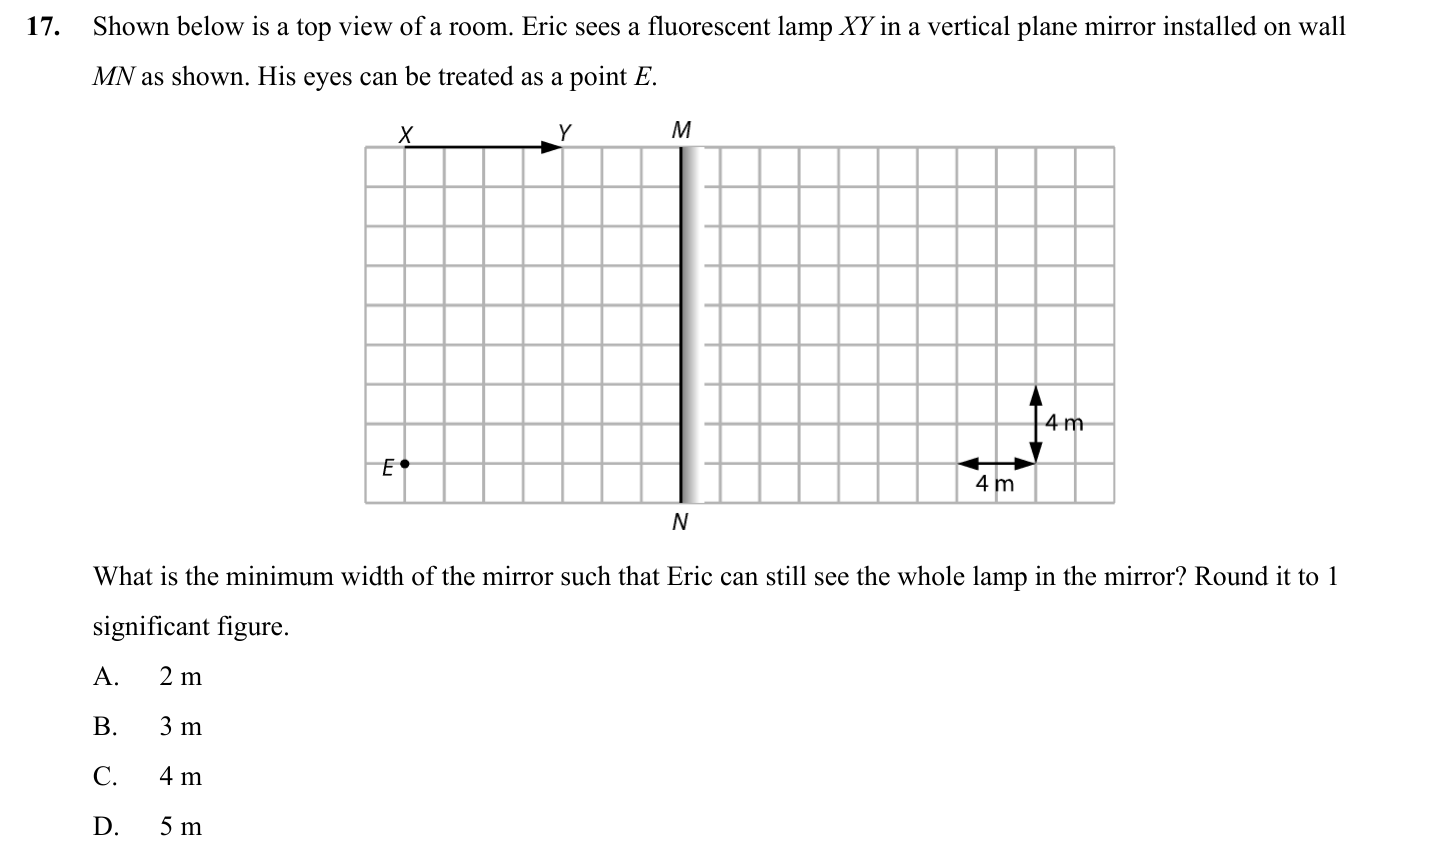 17. Shown below is a top view of a room. Eric sees a fluorescent lamp XY in a vertical plane mirror installed on wall
MN as shown. His eyes can be treated as a point E.
X Y M
4 m
E
4 m
N
What is the minimum width of the mirror such that Eric can still see the whole lamp in the mirror? Round it to 1
significant figure.
A. 2 m
B. 3 m
C. 4 m
D. 5 m